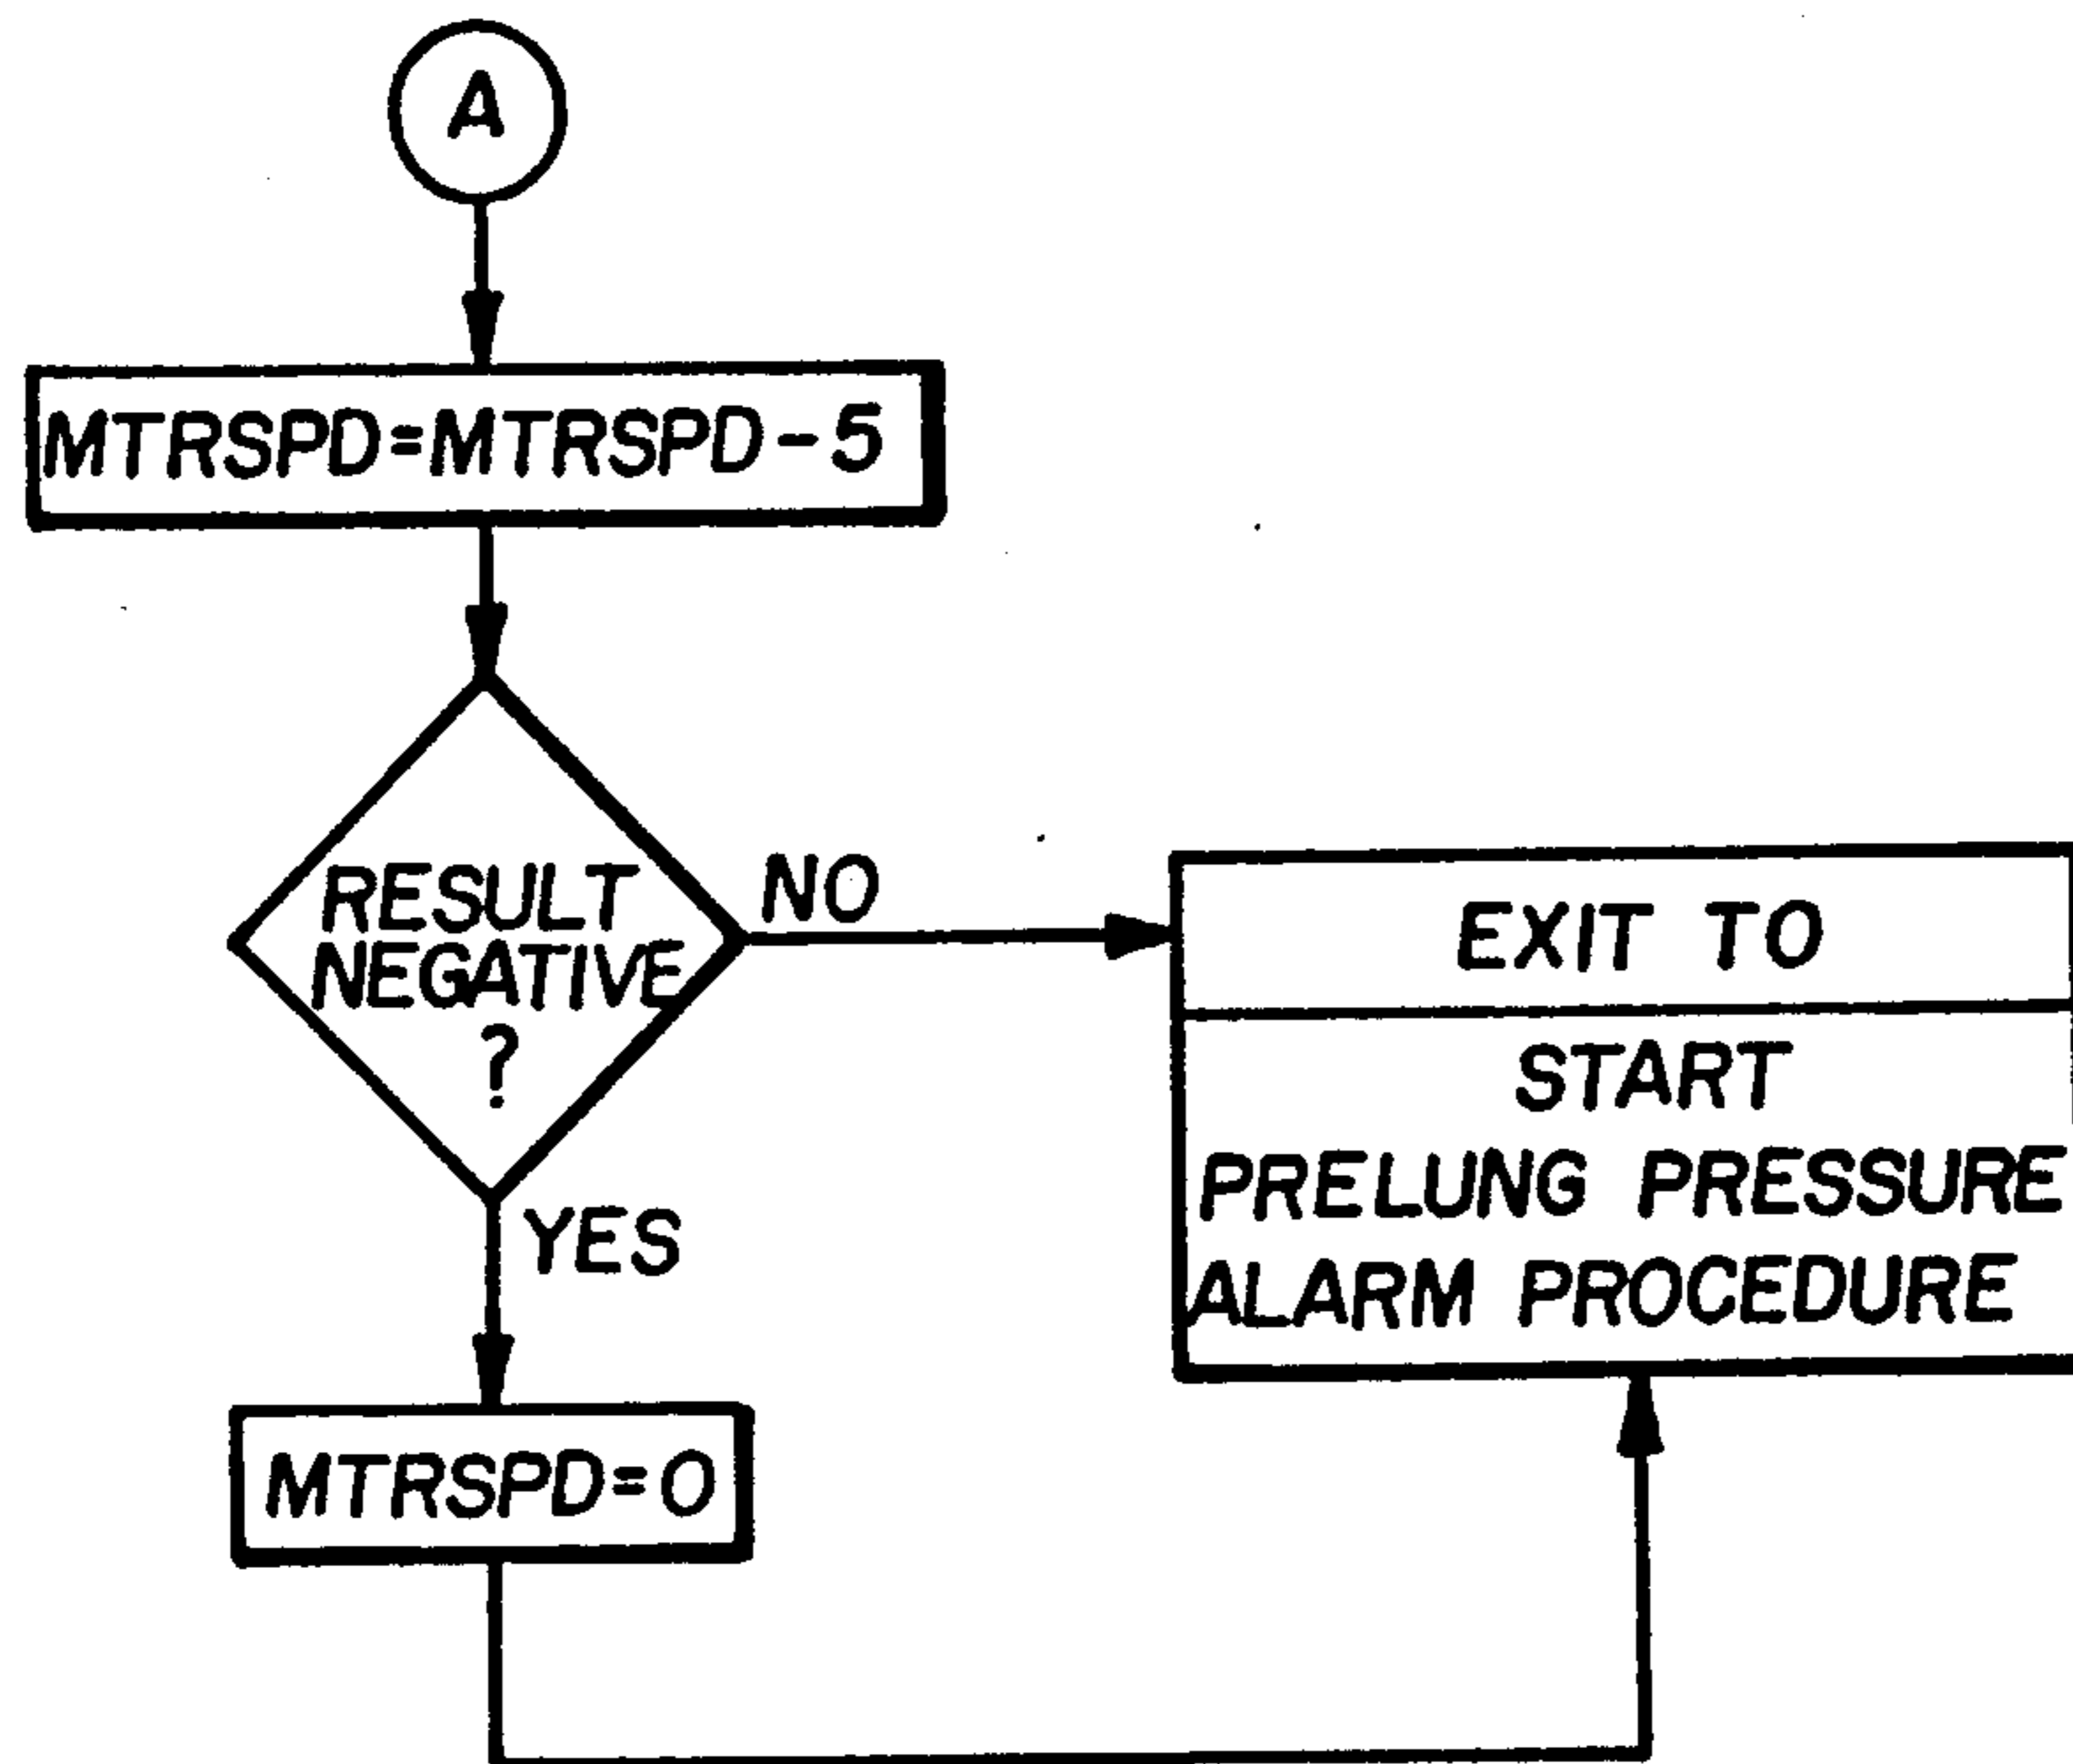 A
MTRSPD=MTRSPD-5
RESULT
NEGATIVE
?
NO
YES
MTRSPD=0
EXIT TO
START
PRELUNG PRESSURE
ALARM PROCEDURE